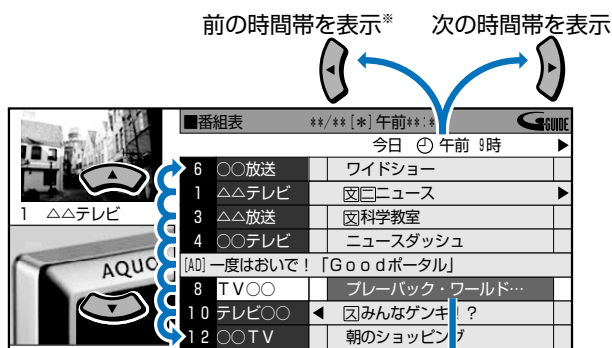 前の時間帯を表示※ 次の時間帯を表示
■番組表 **/**[*]午前**:* G-GUIDE
今日 午前 9時 ▶
6 ○○放送 ワイドショー
1 △△テレビ 文二ニュース ▶
1 △△テレビ
3 △△放送 文科学教室
4 ○○テレビ ニュースダッシュ
[AD]一度はおいで!「Goodポータル」
AQUO
8 TV○○ プレーバック・ワールド…
10 テレビ○○ ◀ 文みんなゲンキ!?
12 ○○TV 朝のショッピング